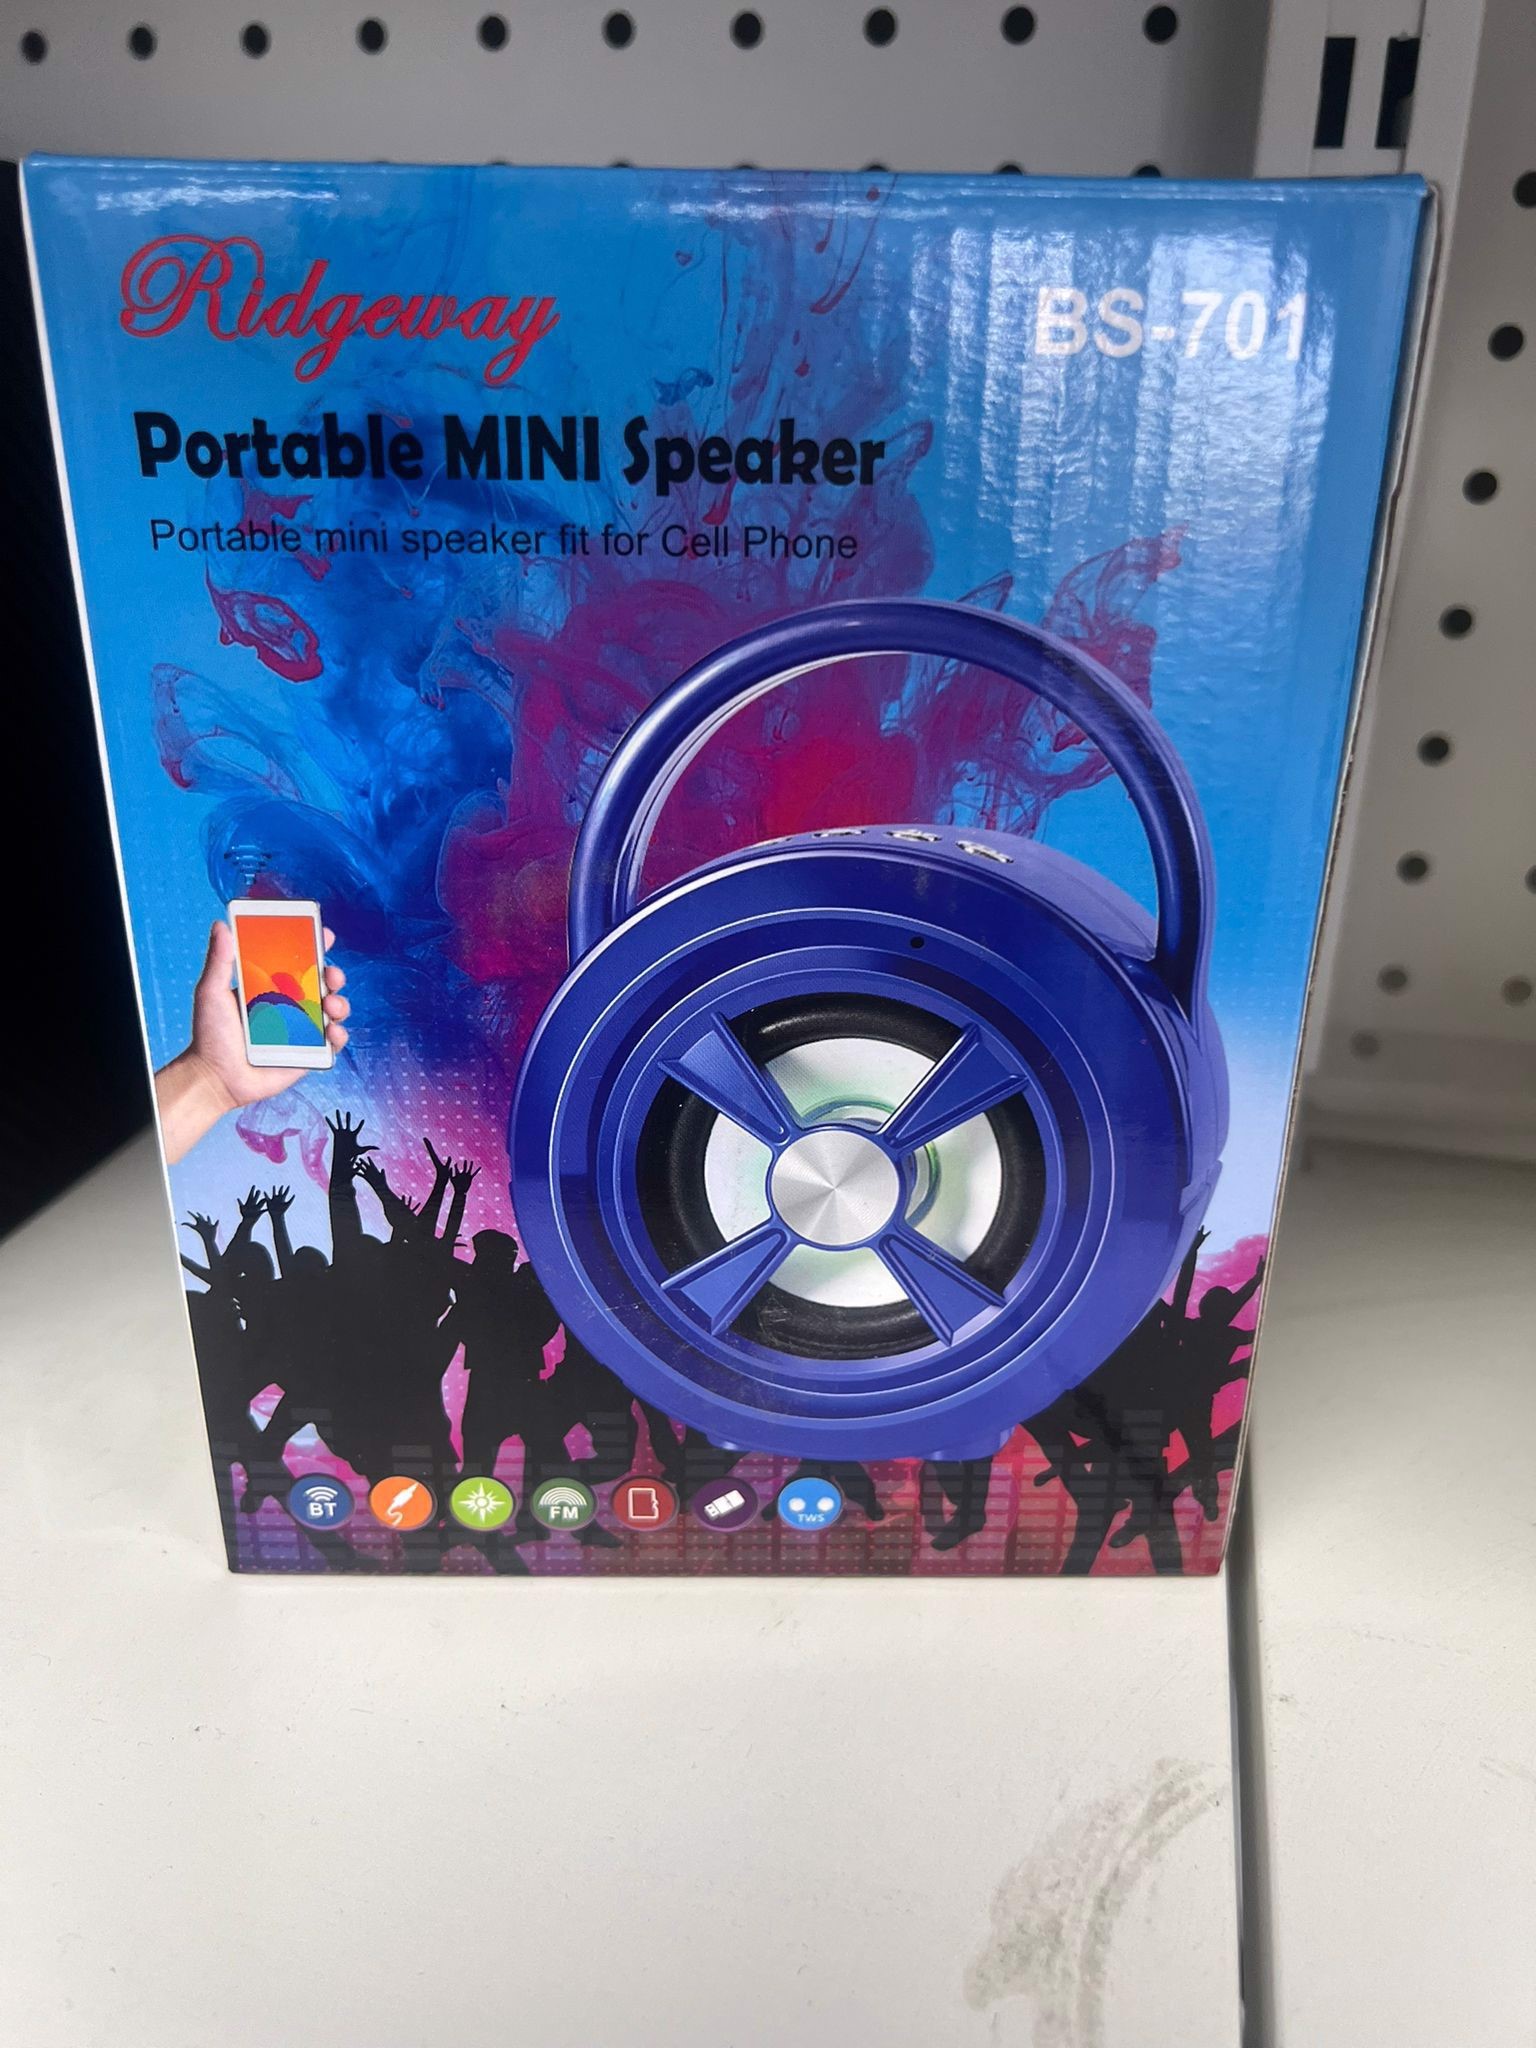 Ridgeway
BS-701
Portable MINI Speaker
Portable mini speaker fit for Cell Phone
BT
FM
TWS